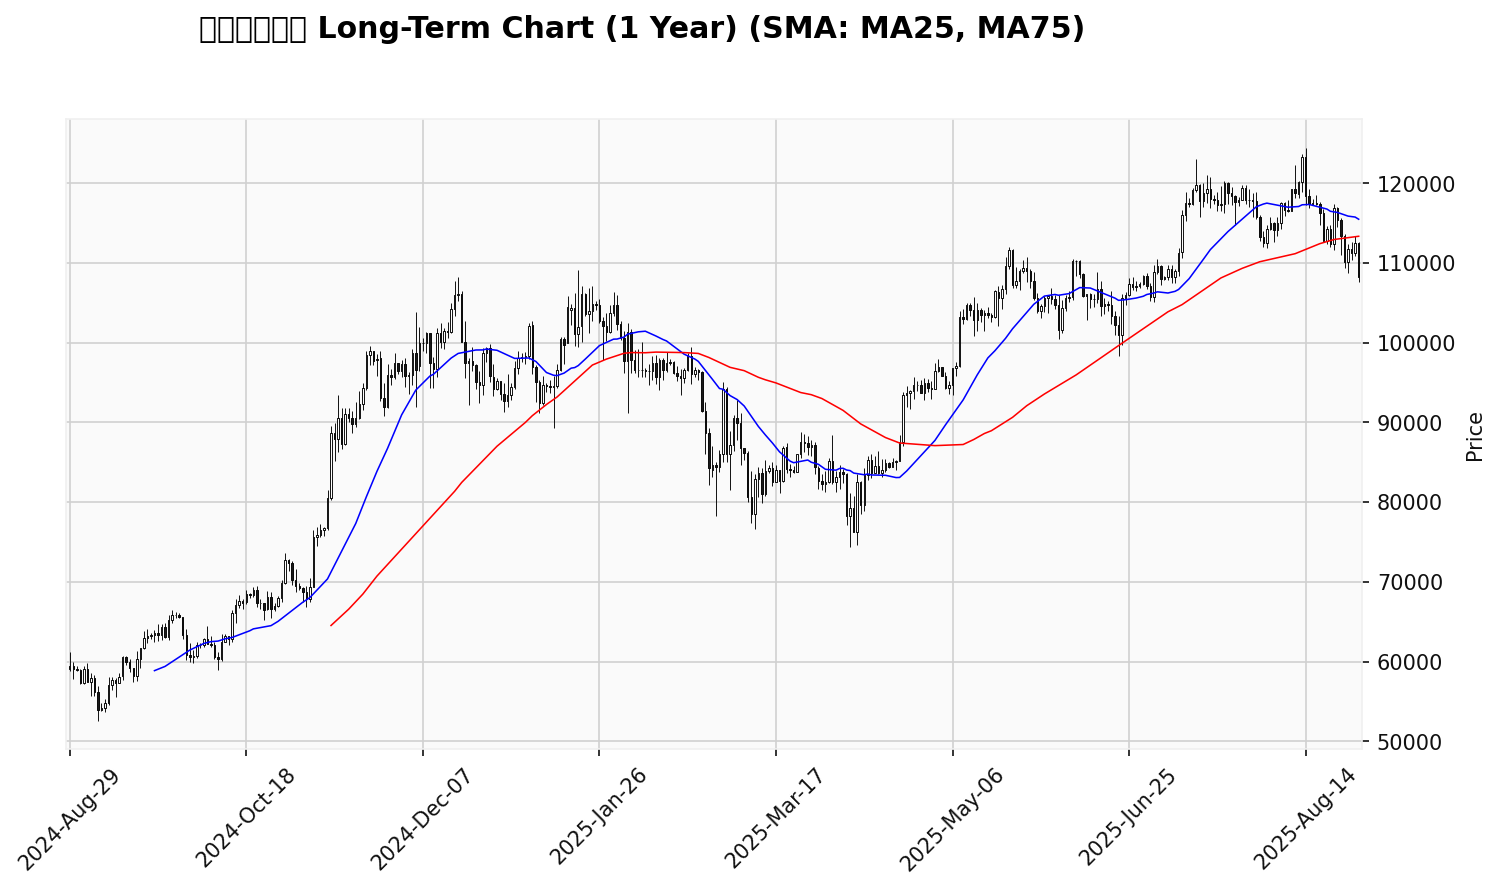 Long-Term Chart (1 Year) (SMA: MA25, MA75)
120000
110000
100000
90000
80000
70000
60000
50000
Price
2024-Aug-29
2024-Oct-18
2024-Dec-07
2025-Jan-26
2025-Mar-17
2025-May-06
2025-Jun-25
2025-Aug-14